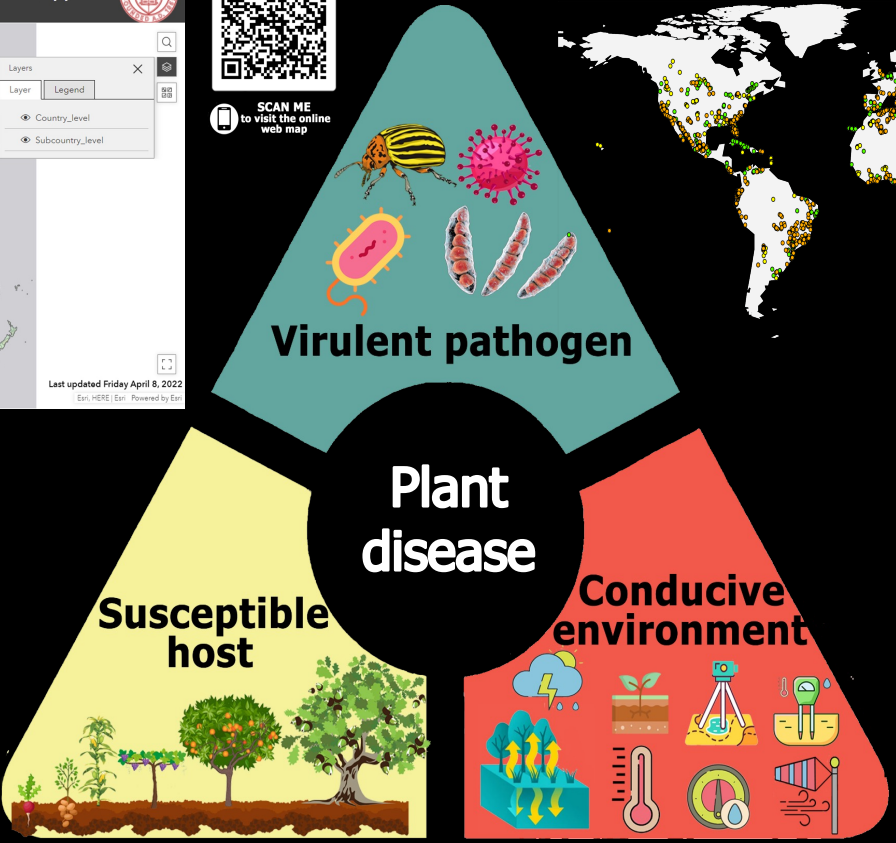 Layers
Layer
Legend
Country_level
Subcountry_level
Last updated Friday April 8, 2022
Esri, HERE | Esri Powered by Esri
SCAN ME
to visit the online
web map
Virulent pathogen
Plant
disease
Susceptible
host
Conducive
environment